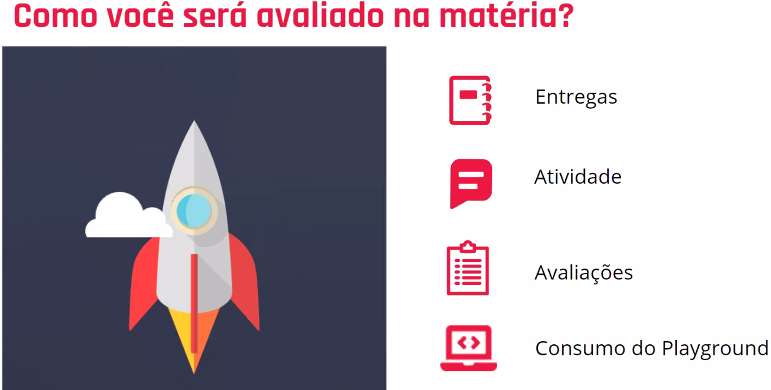 Como você será avaliado na matéria?
Entregas
Atividade
Avaliações
Consumo do Playground